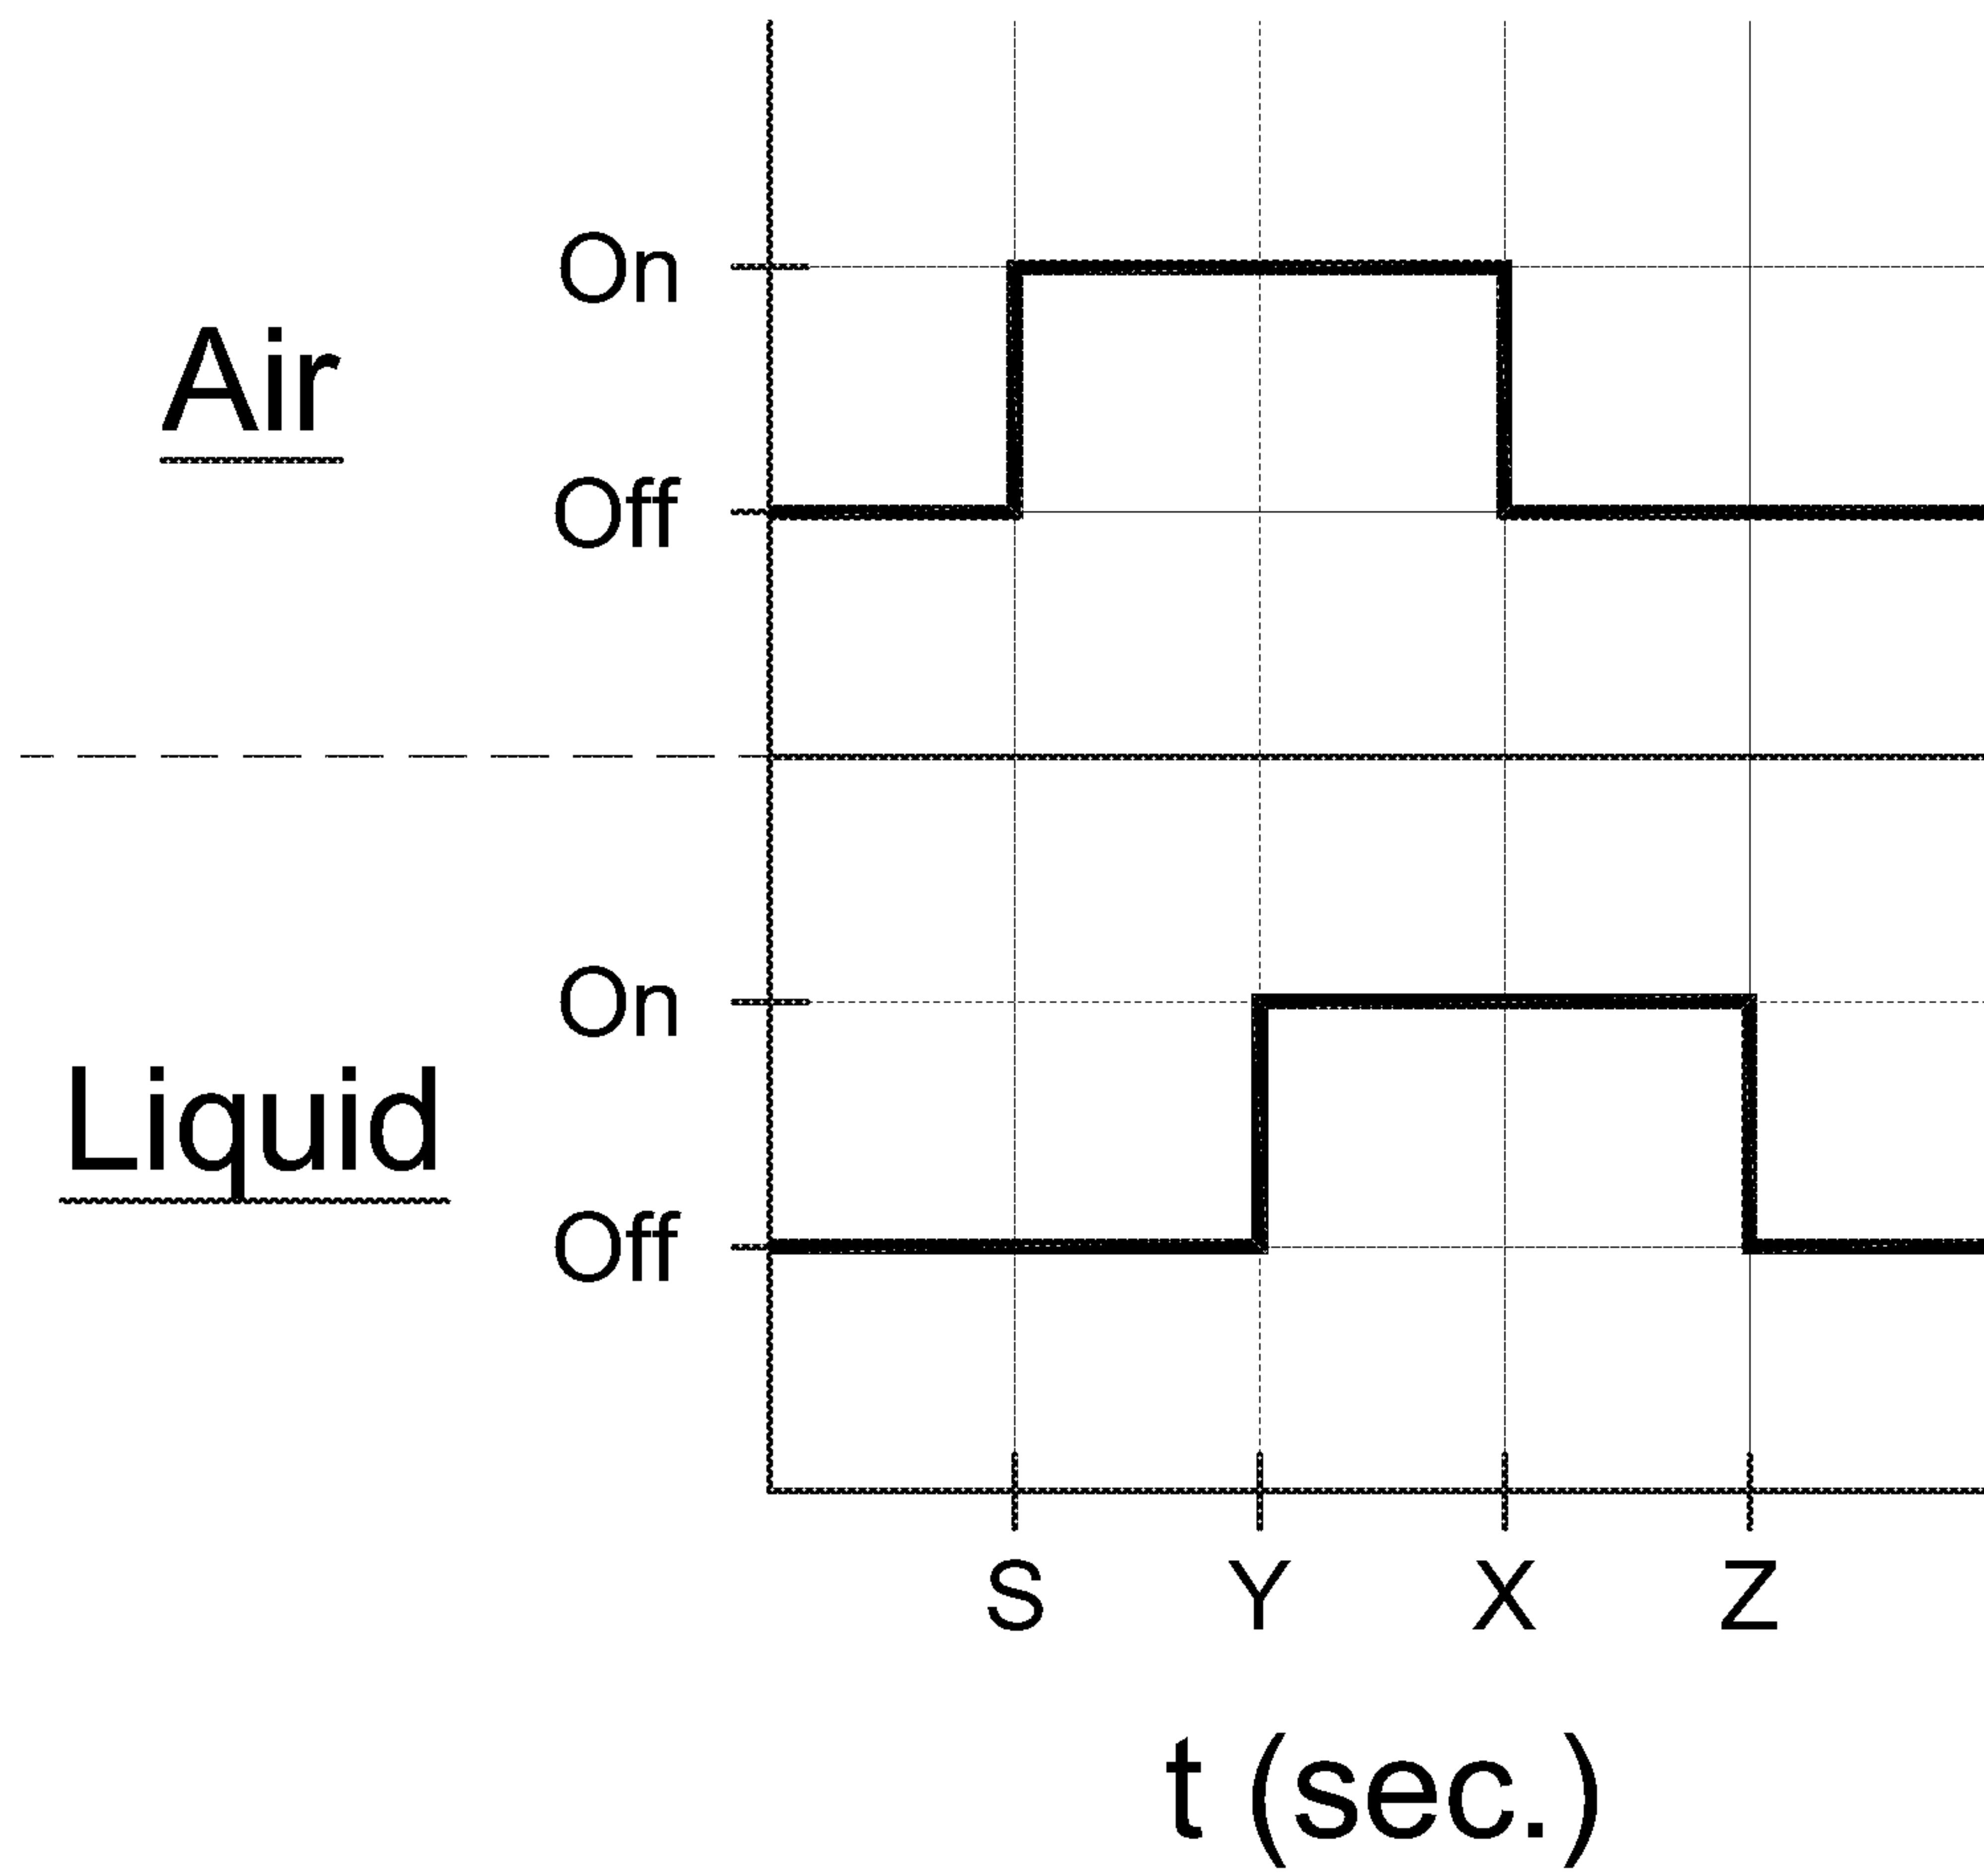 On
Air
Off
On
Liquid
Off
S Y X Z
t (sec.)